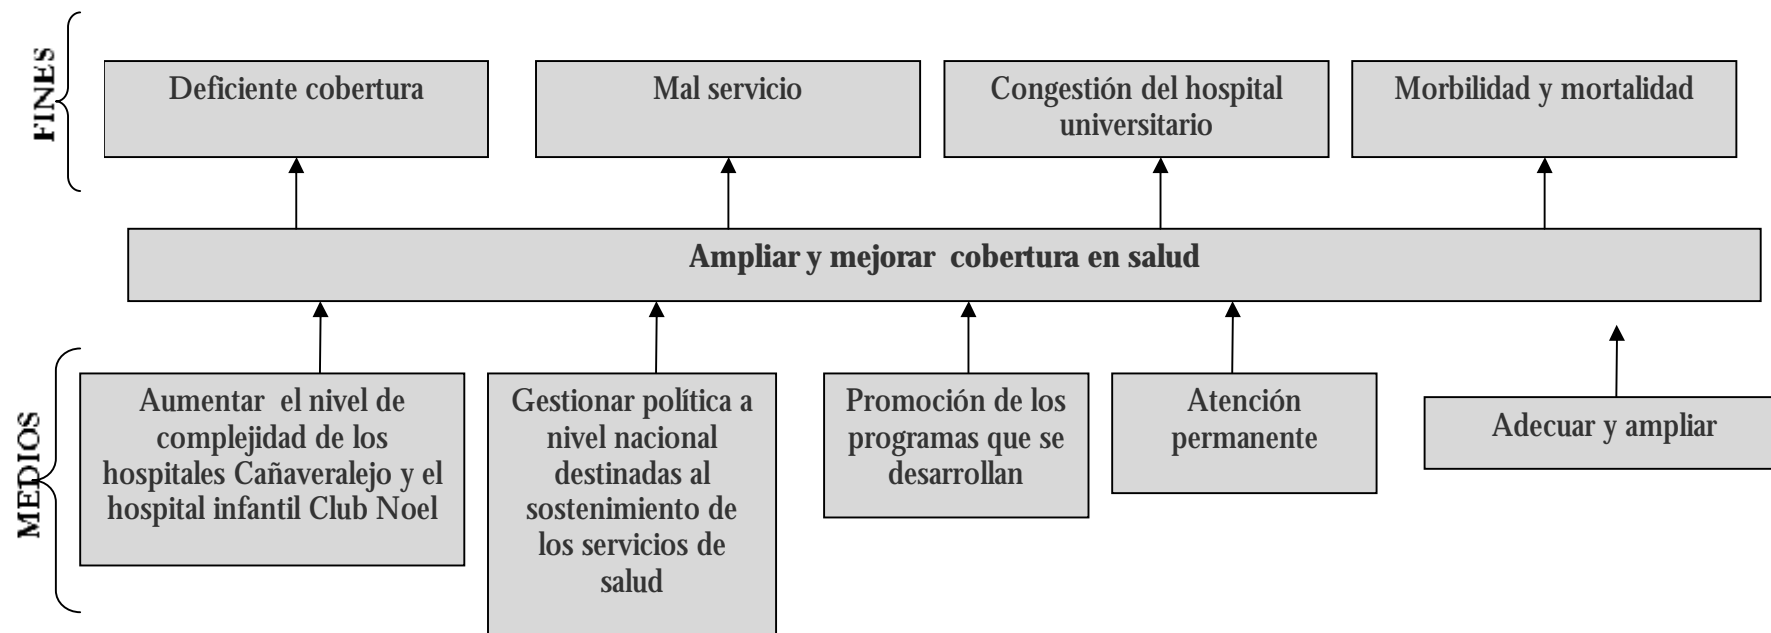 FINES
Deficiente cobertura
Mal servicio
Congestión del hospital
universitario
Morbilidad y mortalidad
Ampliar y mejorar cobertura en salud
MEDIOS
Aumentar el nivel de
complejidad de los
hospitales Cañaveralejo y el
hospital infantil Club Noel
Gestionar política a
nivel nacional
destinadas al
sostenimiento de
los servicios de
salud
Promoción de los
programas que se
desarrollan
Atención
permanente
Adecuar y ampliar